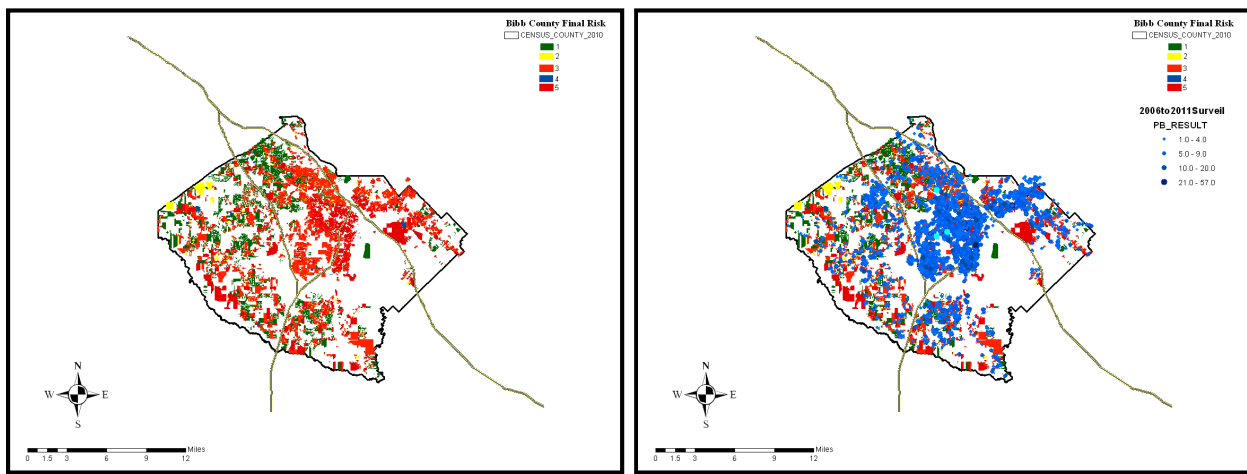 Bibb County Final Risk
CENSUS_COUNTY_2010
1
2
3
4
5
N
W E
S
Miles
0 1.5 3 6 9 12
Bibb County Final Risk
CENSUS_COUNTY_2010
1
2
3
4
5
2006to2011Surveil
PB_RESULT
1.0 - 4.0
5.0 - 9.0
10.0 - 20.0
21.0 - 57.0
N
W E
S
Miles
0 1.5 3 6 9 12